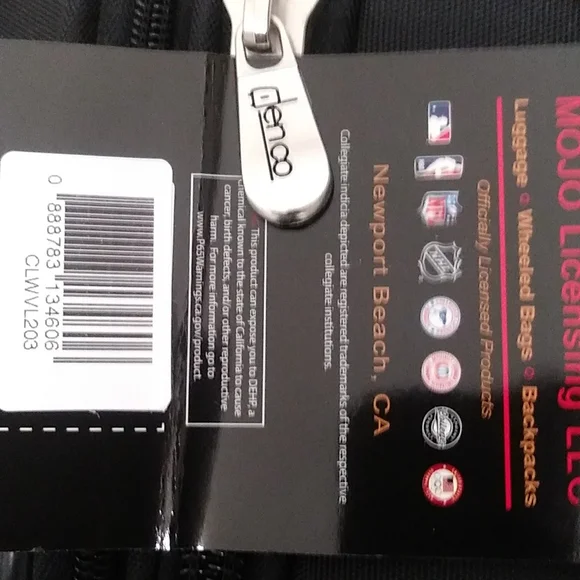 MOJO Licensing LLC
Luggage Wheeled Bags Backpacks
Officially Licensed Products
Newport Beach, CA
Collegiate indicia depicted are registered trademarks of the respective
collegiate institutions.
denco
This product can expose you to DEHP, a
chemical known to the state of California to cause
cancer, birth defects, and/or other reproductive
harm. For more information go to
www.P65Warnings.ca.gov/product.
0 888783 134606
CLWVL203